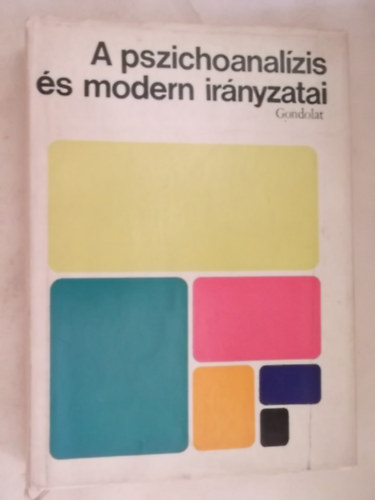 A pszichoanalízis
és modern irányzatai
Gondolat